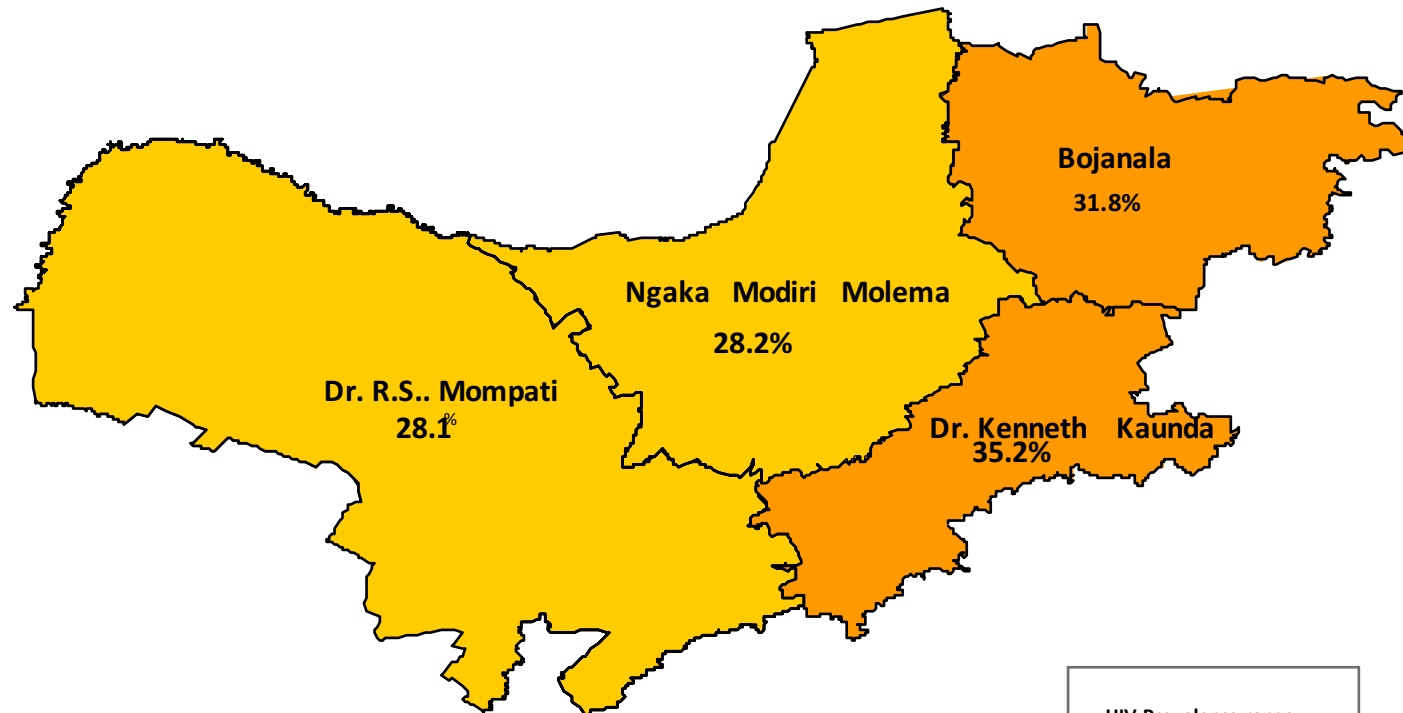 Bojanala
31.8%
Ngaka Modiri Molema
28.2%
Dr. R.S.. Mompati
28.1%
Dr. Kenneth Kaunda
35.2%